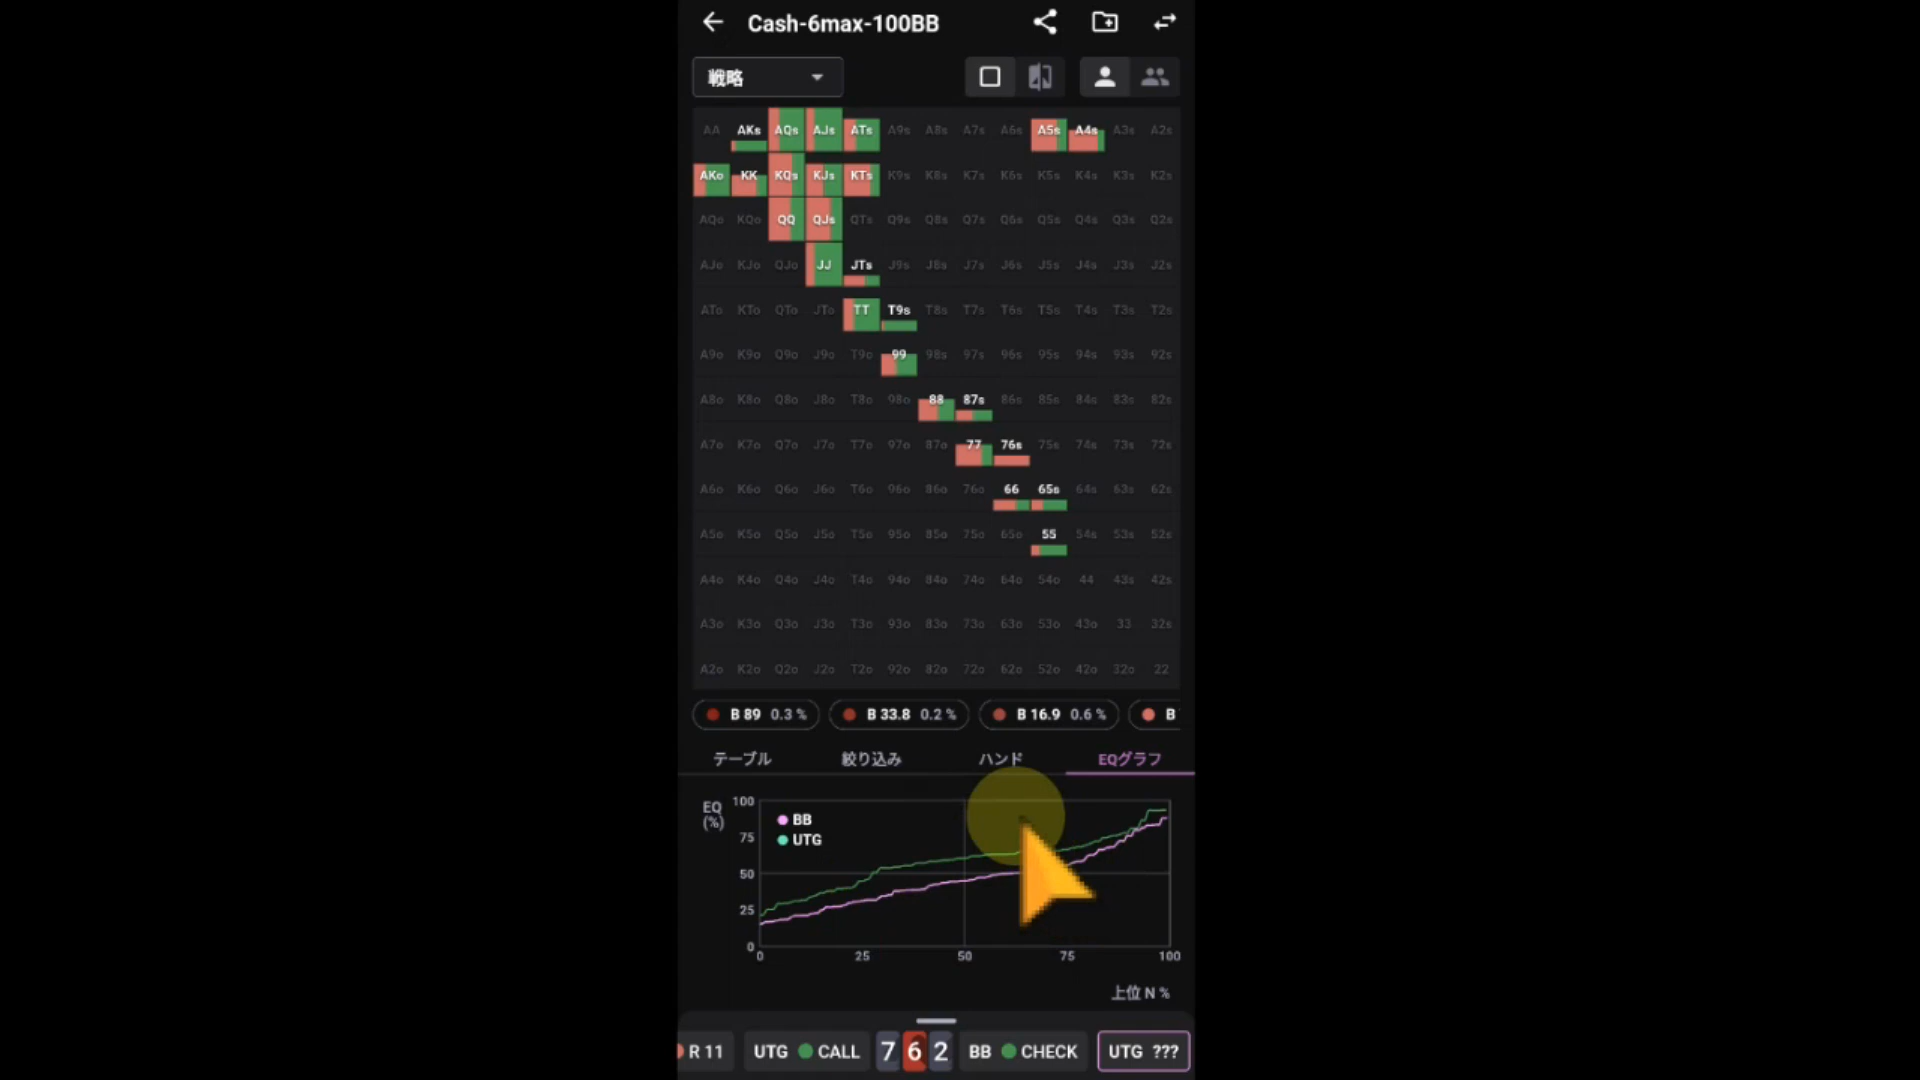 Cash-6max-100BB
戦略
AA AKs AQs AJs ATs A9s A8s A7s A6s A5s A4s A3s A2s
AKo KK KQs KJs KTs K9s K8s K7s K6s K5s K4s K3s K2s
AQo KQo QQ QJs QTs Q9s Q8s Q7s Q6s Q5s Q4s Q3s Q2s
AJo KJo QJo JJ JTs J9s J8s J7s J6s J5s J4s J3s J2s
ATo KTo QTo JTo TT T9s T8s T7s T6s T5s T4s T3s T2s
A9o K9o Q9o J9o T9o 99 98s 97s 96s 95s 94s 93s 92s
A8o K8o Q8o J8o T8o 98o 88 87s 86s 85s 84s 83s 82s
A7o K7o Q7o J7o T7o 97o 87o 77 76s 75s 74s 73s 72s
A6o K6o Q6o J6o T6o 96o 86o 76o 66 65s 64s 63s 62s
A5o K5o Q5o J5o T5o 95o 85o 75o 65o 55 54s 53s 52s
A4o K4o Q4o J4o T4o 94o 84o 74o 64o 54o 44 43s 42s
A3o K3o Q3o J3o T3o 93o 83o 73o 63o 53o 43o 33 32s
A2o K2o Q2o J2o T2o 92o 82o 72o 62o 52o 42o 32o 22
B 89 0.3 % B 33.8 0.2 % B 16.9 0.6 % B
テーブル 絞り込み ハンド EQグラフ
EQ
(%)
100
75
50
25
0
BB
UTG
0 25 50 75 100
上位 N %
R 11 UTG CALL 7 6 2 BB CHECK UTG ???